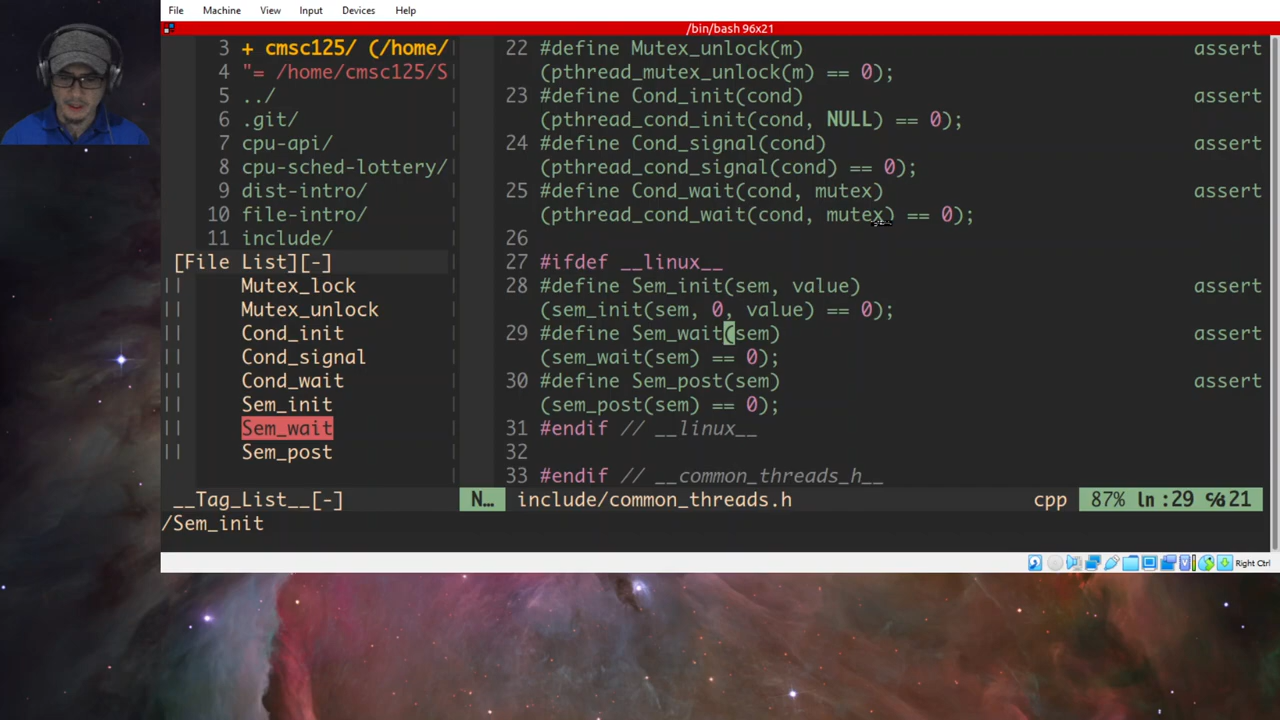 File Machine View Input Devices Help
/bin/bash 96x21
3 + cmsc125/ (/home/
4 "= /home/cmsc125/S
5 ../
6 .git/
7 cpu-api/
8 cpu-sched-lottery/
9 dist-intro/
10 file-intro/
11 include/
[File List][-]
|| Mutex_lock
|| Mutex_unlock
|| Cond_init
|| Cond_signal
|| Cond_wait
|| Sem_init
|| Sem_wait
|| Sem_post
__Tag_List__[-]
22 #define Mutex_unlock(m) assert
(pthread_mutex_unlock(m) == 0);
23 #define Cond_init(cond) assert
(pthread_cond_init(cond, NULL) == 0);
24 #define Cond_signal(cond) assert
(pthread_cond_signal(cond) == 0);
25 #define Cond_wait(cond, mutex) assert
(pthread_cond_wait(cond, mutex) == 0);
26
27 #ifdef __linux__
28 #define Sem_init(sem, value) assert
(sem_init(sem, 0, value) == 0);
29 #define Sem_wait(sem) assert
(sem_wait(sem) == 0);
30 #define Sem_post(sem) assert
(sem_post(sem) == 0);
31 #endif // __linux__
32
33 #endif // __common_threads_h__
N… include/common_threads.h cpp 87% ㏑:29 ℅21
/Sem_init
Right Ctrl